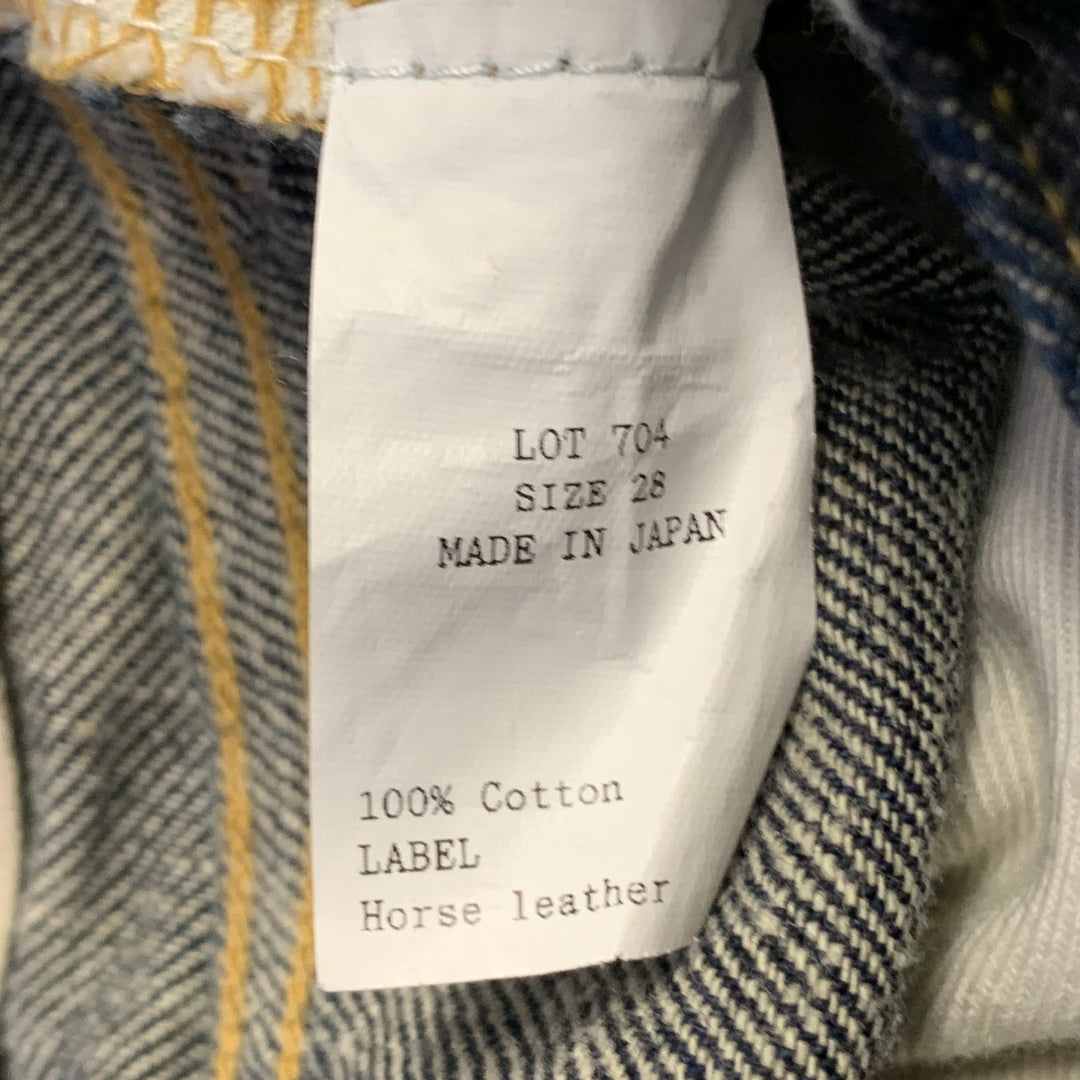 LOT 704
SIZE 28
MADE IN JAPAN
100% Cotton
LABEL
Horse leather